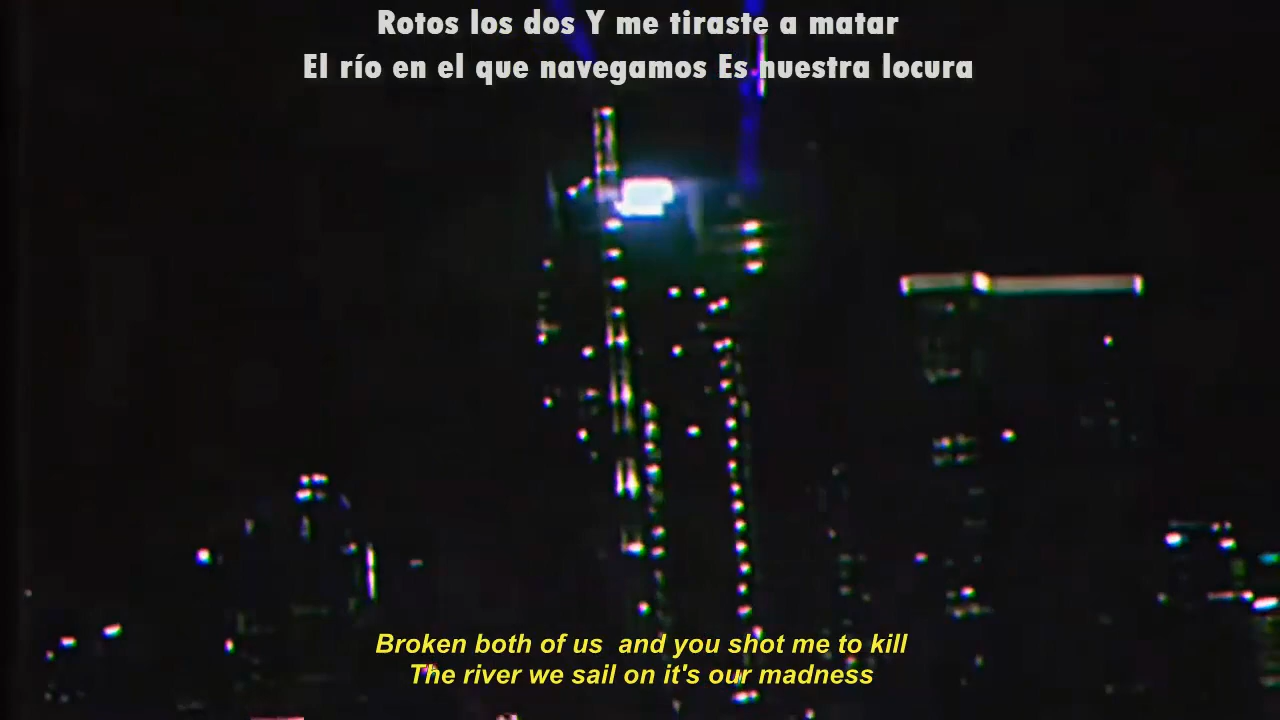 Rotos los dos Y me tiraste a matar
El río en el que navegamos Es nuestra locura
Broken both of us  and you shot me to kill
The river we sail on it's our madness